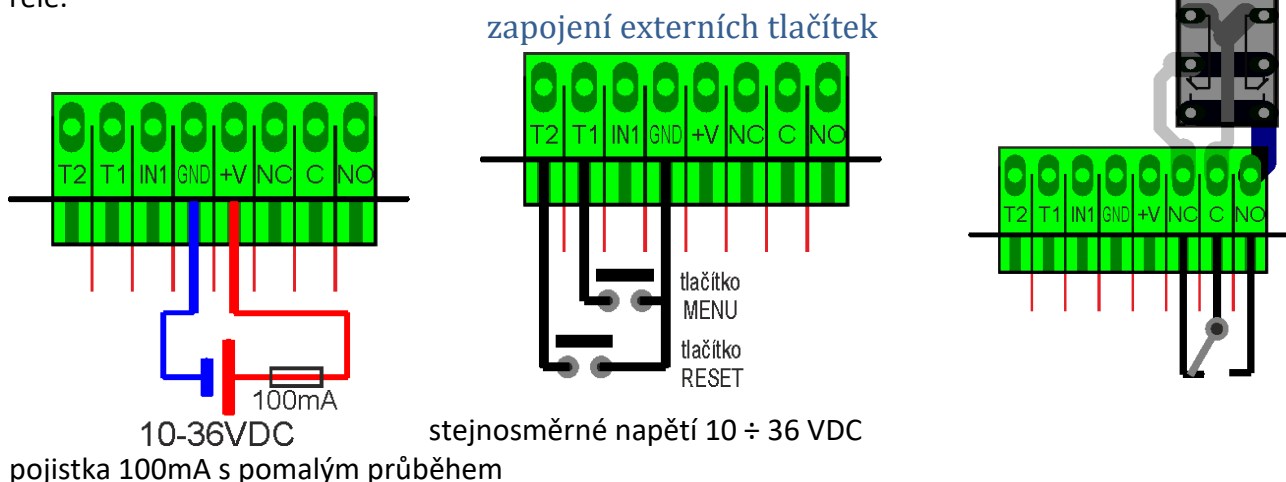 relé.
zapojení externích tlačítek
T2 T1 IN1 GND +V NC C NO
T2 T1 IN1 GND +V NC C NO
T2 T1 IN1 GND +V NC C NO
tlačítko
MENU
tlačítko
RESET
100mA
10-36VDC
stejnosměrné napětí 10 ÷ 36 VDC
pojistka 100mA s pomalým průběhem